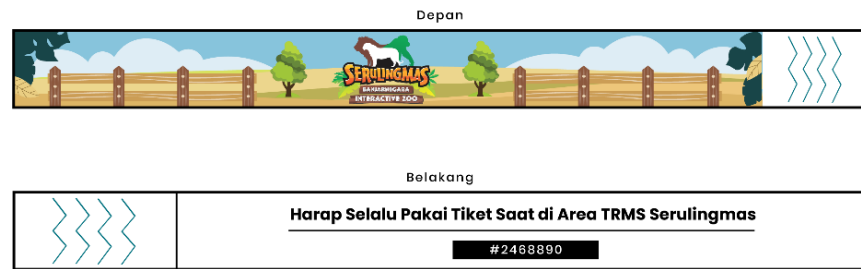 Depan
SERULINGMAS
BANJARNEGARA
INTERACTIVE ZOO
Belakang
Harap Selalu Pakai Tiket Saat di Area TRMS Serulingmas
#2468890